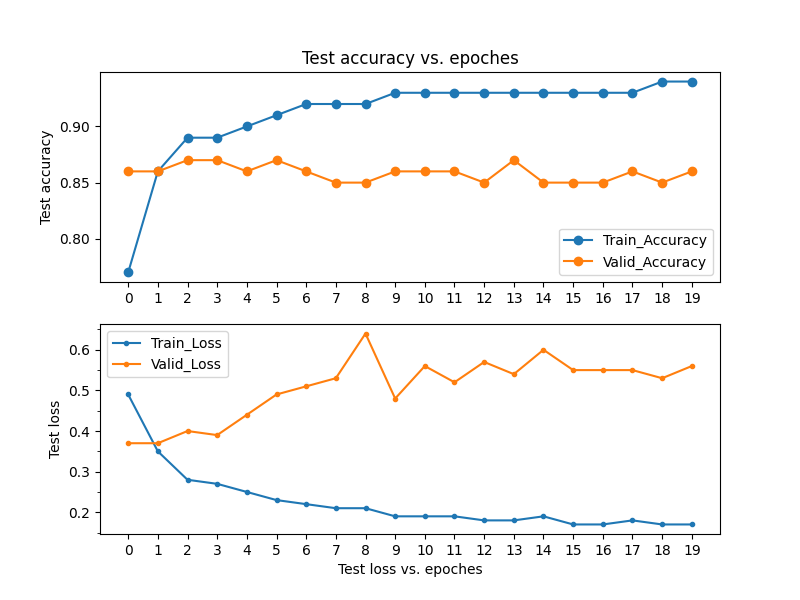 Test accuracy vs. epoches
Test accuracy
0.90
0.85
0.80
Train_Accuracy
Valid_Accuracy
0 1 2 3 4 5 6 7 8 9 10 11 12 13 14 15 16 17 18 19
Test loss
0.6
0.5
0.4
0.3
0.2
Train_Loss
Valid_Loss
0 1 2 3 4 5 6 7 8 9 10 11 12 13 14 15 16 17 18 19
Test loss vs. epoches